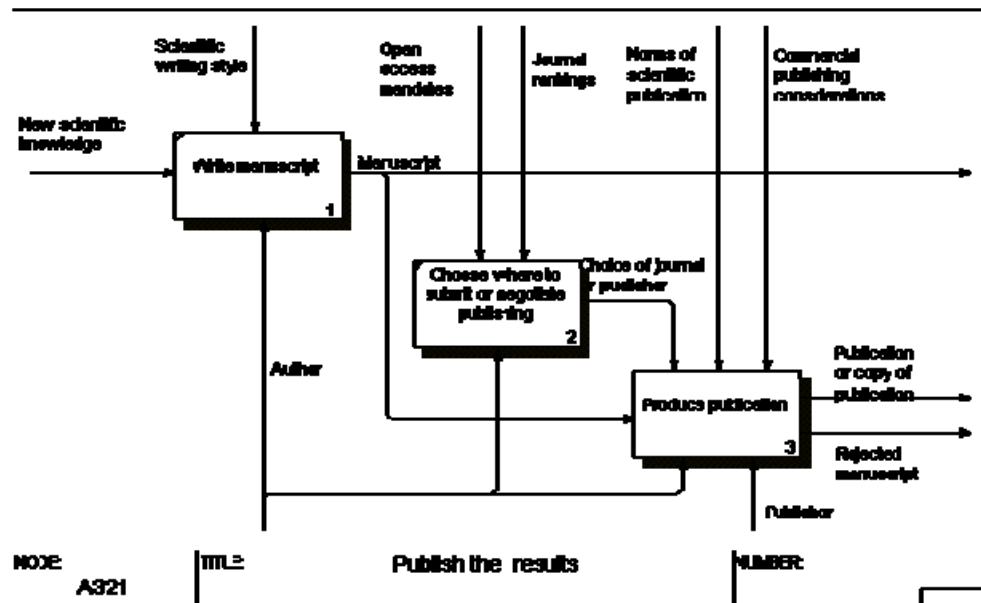 Scientific
writing style
Open
access
mandates
Journal
rankings
Norms of
scientific
publication
Commercial
publishing
considerations
New scientific
knowledge
Write manuscript
1
Manuscript
Choose where to
submit or negotiate
publishing
2
Choice of journal
or publisher
Author
Produce publication
3
Publication
or copy of
publication
Rejected
manuscript
Publisher
NODE:
A321
TITLE:
Publish the results
NUMBER: